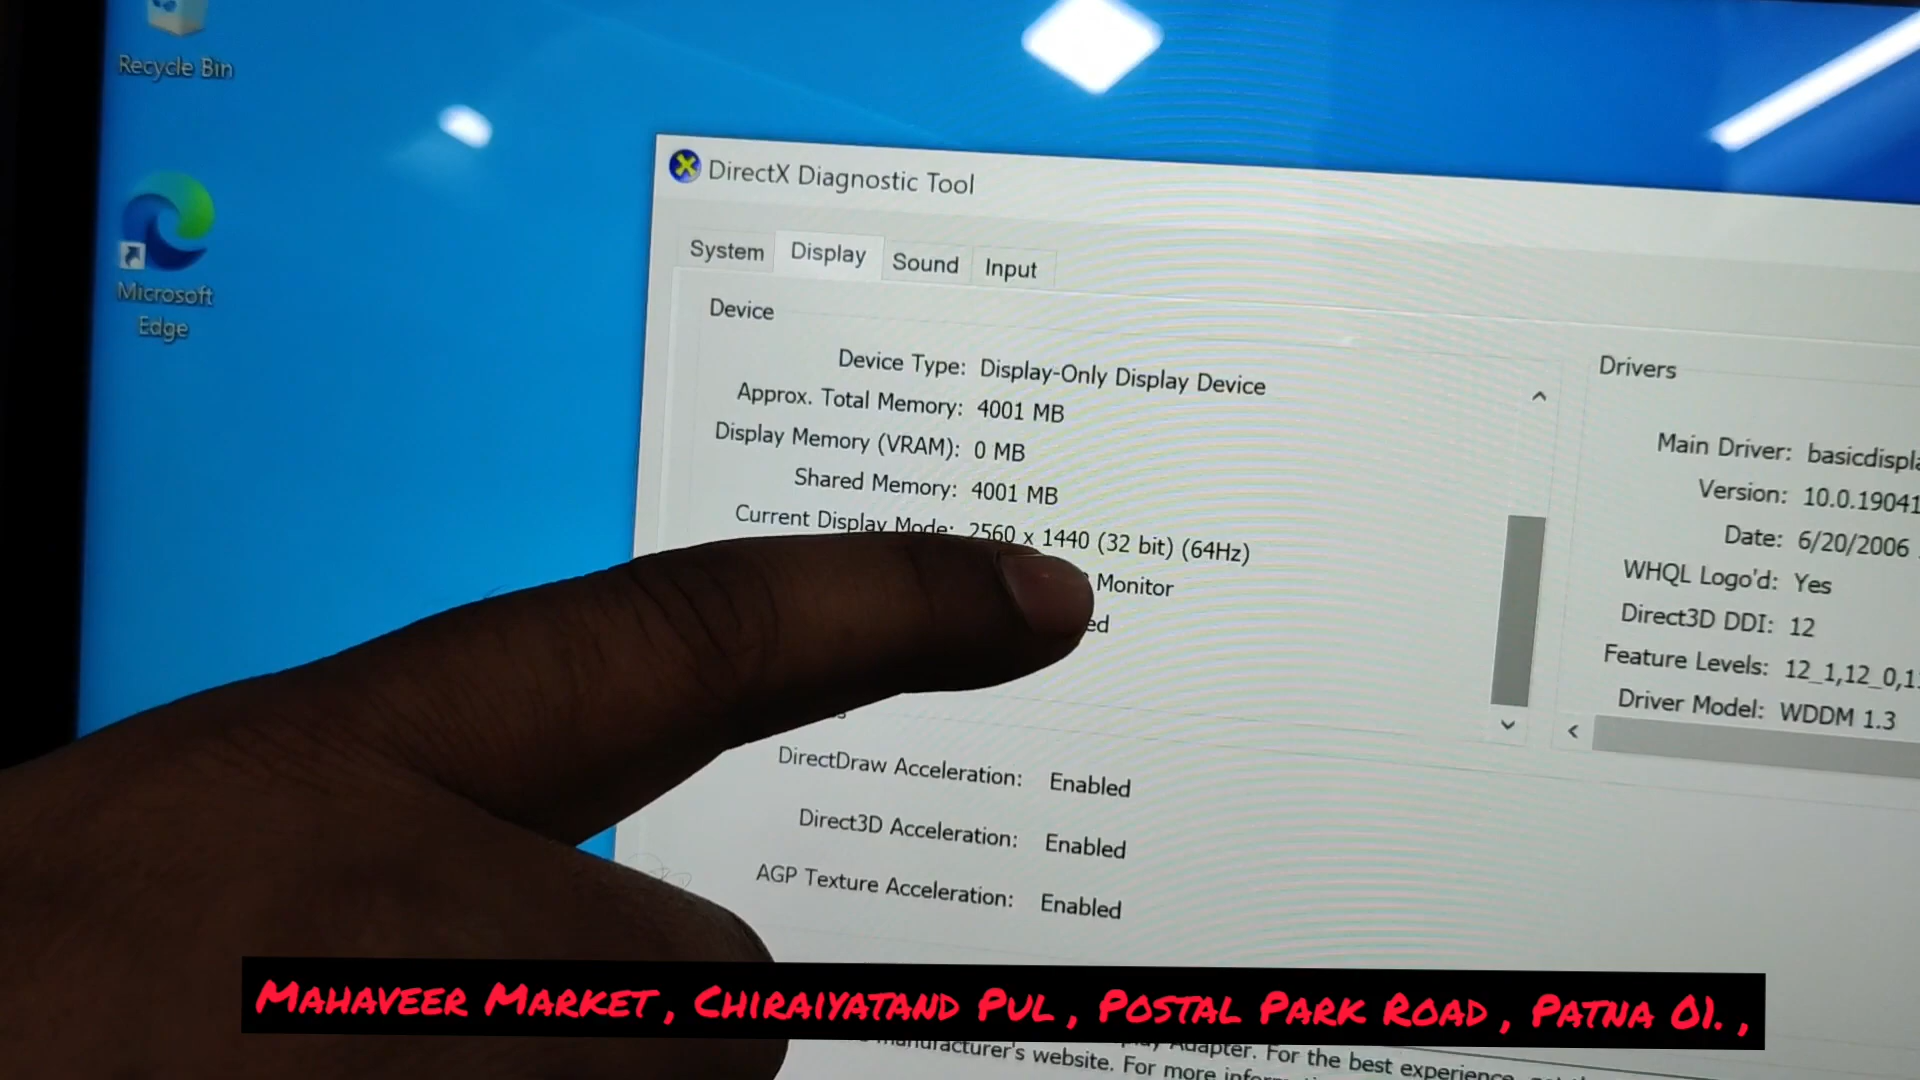 Recycle Bin
Microsoft
Edge
DirectX Diagnostic Tool
System
Display
Sound
Input
Device
Device Type: Display-Only Display Device
Approx. Total Memory: 4001 MB
Display Memory (VRAM): 0 MB
Shared Memory: 4001 MB
Current Display Mode: 2560 x 1440 (32 bit) (64Hz)
Monitor
Drivers
Main Driver:
Version: 10.0.19041
Date: 6/20/2006
WHQL Logo'd: Yes
Direct3D DDI: 12
Feature Levels: 12_1,12_0,1
Driver Model: WDDM 1.3
DirectDraw Acceleration: Enabled
Direct3D Acceleration: Enabled
AGP Texture Acceleration: Enabled
Mahaveer Market, Chiraiyatand Pul, Postal Park Road, Patna 01. ,
Adapter. For the best experience,
manufacturer's website. For more